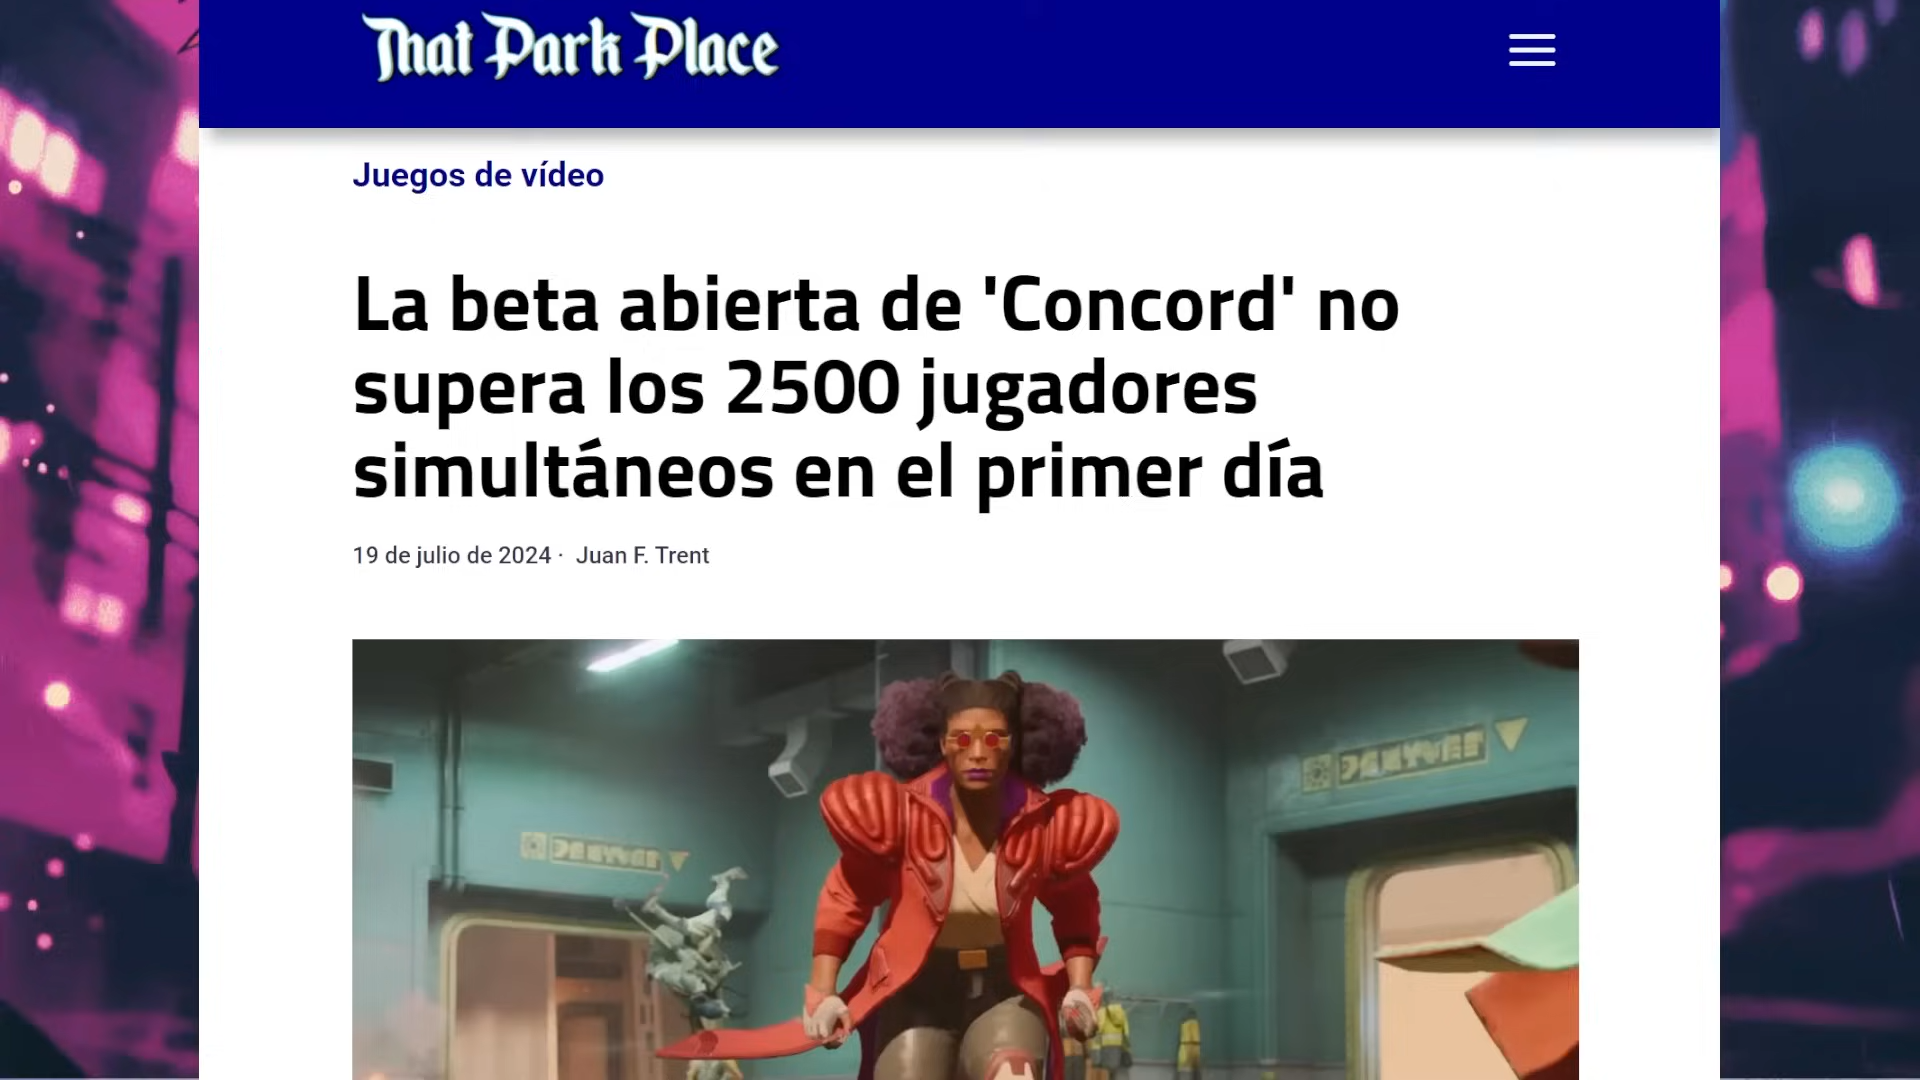 That Park Place
Juegos de vídeo
La beta abierta de 'Concord' no
supera los 2500 jugadores
simultáneos en el primer día
19 de julio de 2024 · Juan F. Trent